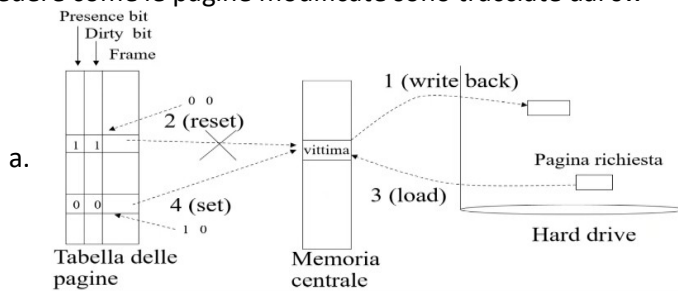 Presence bit
Dirty bit
Frame
0 0
1 (write back)
2 (reset)
1 1
vittima
a.
Pagina richiesta
0 0
4 (set)
3 (load)
1 0
Hard drive
Tabella delle
pagine
Memoria
centrale